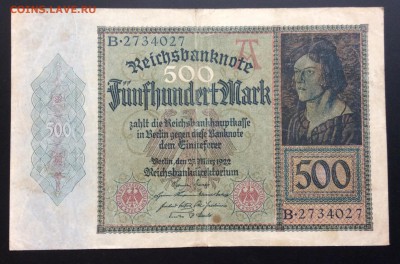 COINS.LAVE.RU
B·2734027
Reichsbanknote
500
Fünfhundert Mark
zahlt die Reichsbankhauptkasse
in Berlin gegen diese Banknote
dem Einlieferer
Berlin, den 27. März 1922
Reichsbankdirektorium
500
500
B·2734027